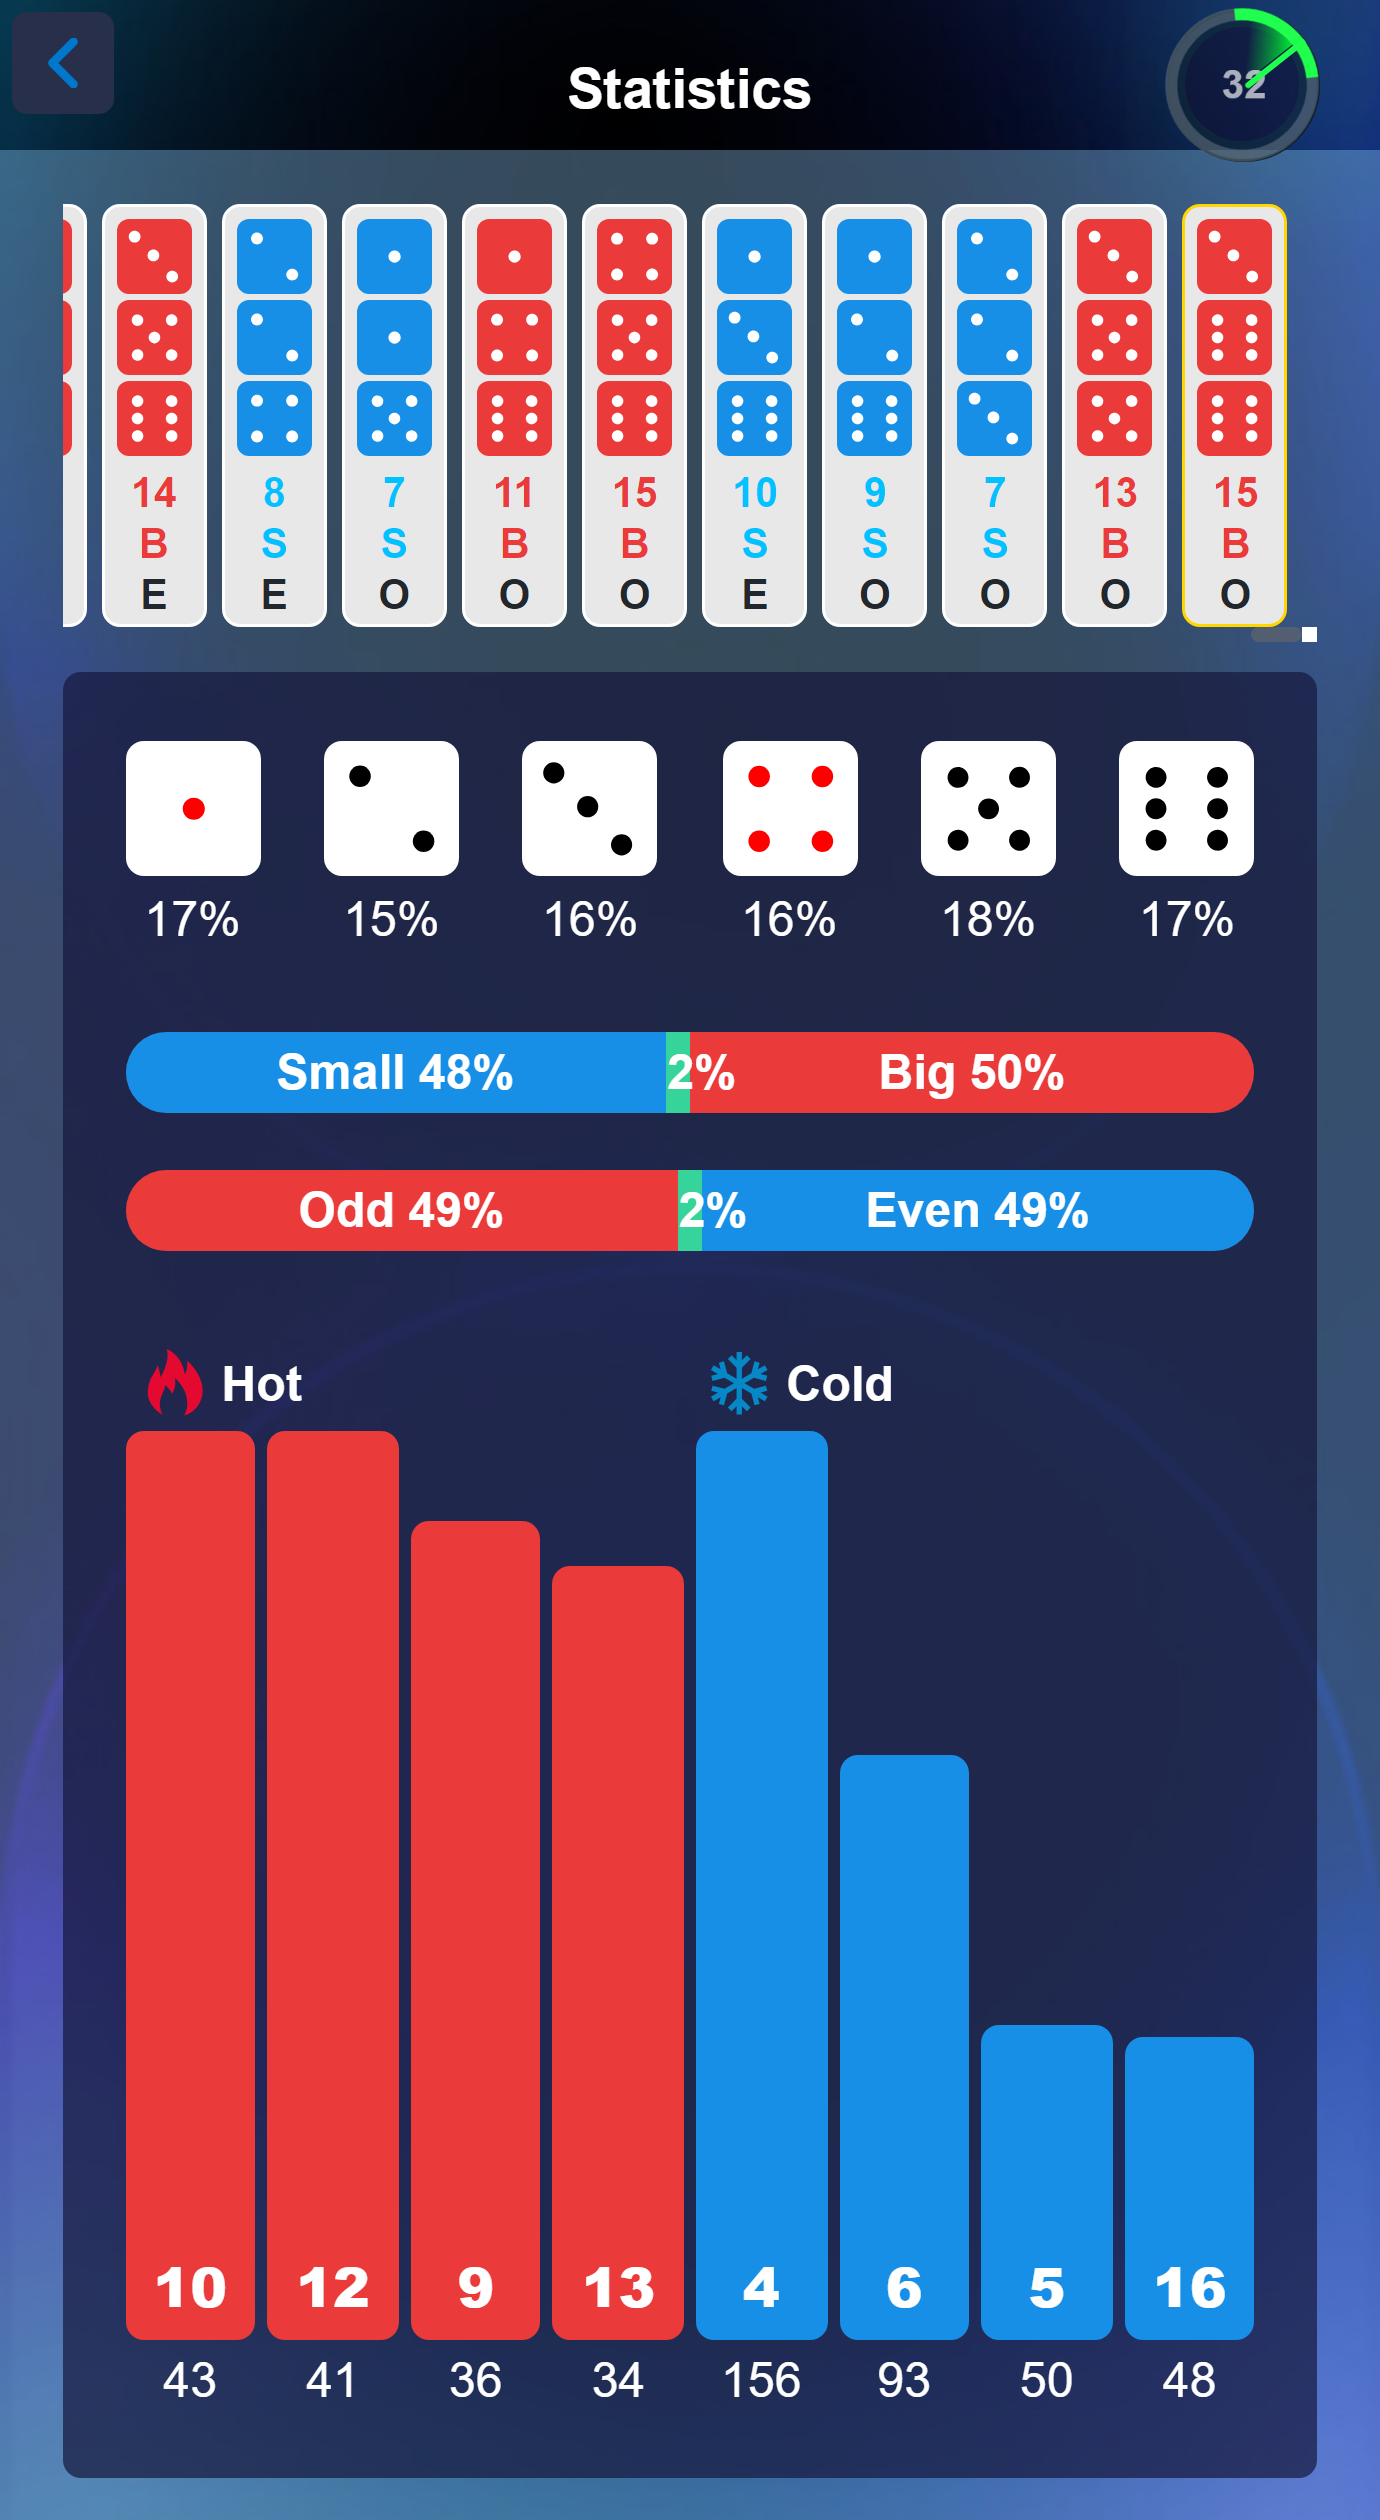 Statistics
32
14 8 7 11 15 10 9 7 13 15
B S S B B S S S B B
E E O O O E O O O O
17% 15% 16% 16% 18% 17%
Small 48% 2% Big 50%
Odd 49% 2% Even 49%
Hot Cold
10 12 9 13 4 6 5 16
43 41 36 34 156 93 50 48